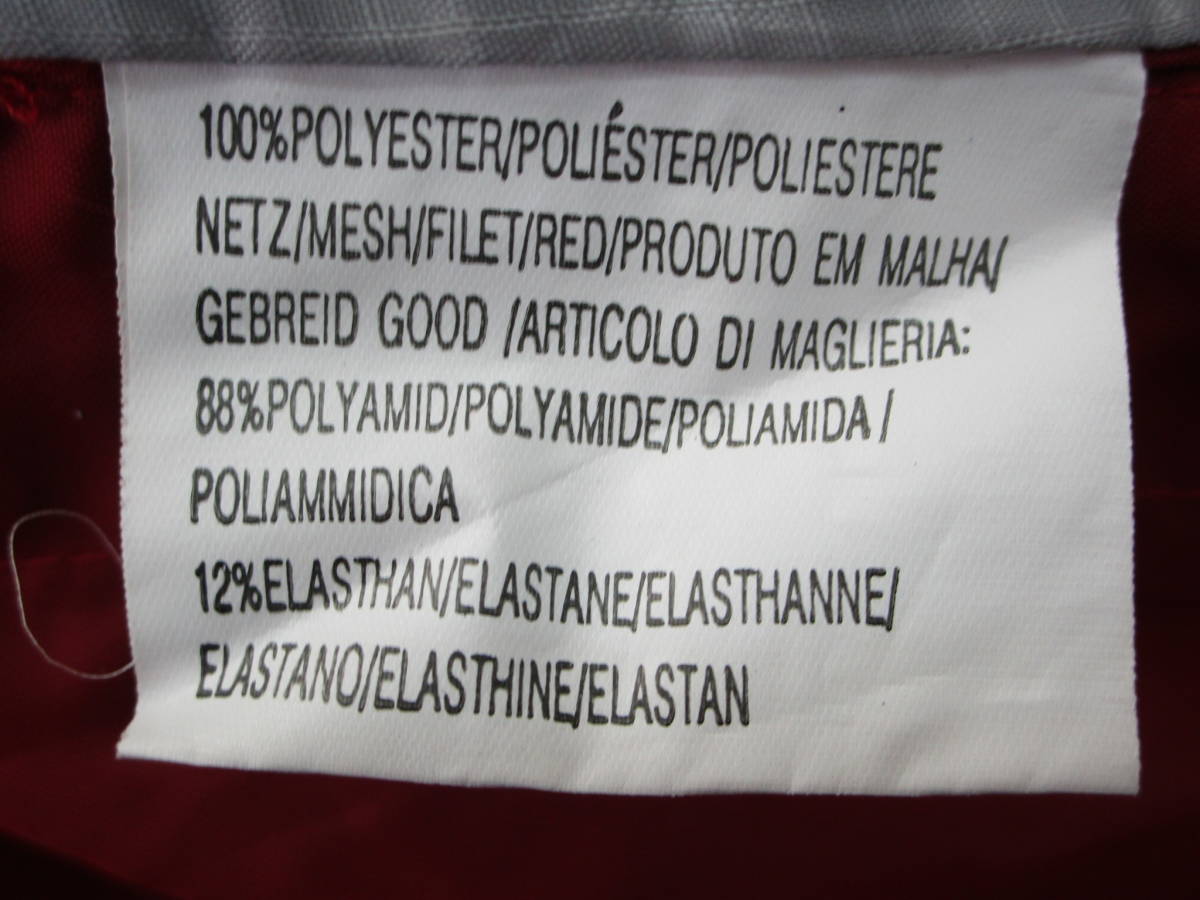 100%POLYESTER/POLIÉSTER/POLIESTERE
NETZ/MESH/FILET/RED/PRODUTO EM MALHA/
GEBREID GOOD /ARTICOLO DI MAGLIERIA:
88%POLYAMID/POLYAMIDE/POLIAMIDA /
POLIAMMIDICA
12%ELASTHAN/ELASTANE/ELASTHANNE/
ELASTANO/ELASTHINE/ELASTAN